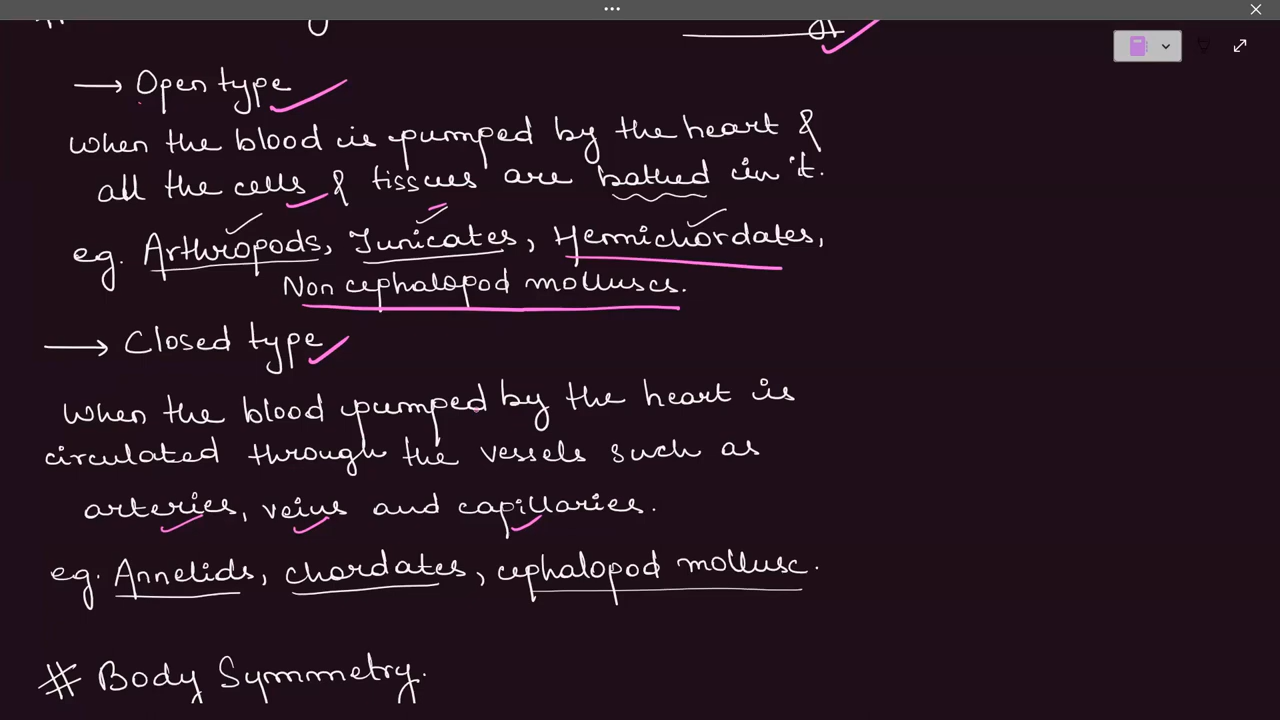 → Open type
when the blood is pumped by the heart &
all the cells & tissues are bathed in it.
eg. Arthropods, Tunicates, Hemichordates,
Non cephalopod molluscs.
→ Closed type
when the blood pumped by the heart is
circulated through the vessels such as
arteries, veins and capillaries.
eg. Annelids, chordates, cephalopod mollusc.
# Body Symmetry.